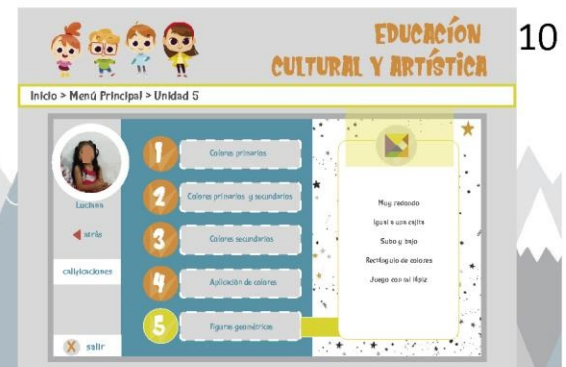 EDUCACÍON
CULTURAL Y ARTÍSTICA
10
Inicio > Menú Principal > Unidad 5
Luciana
atrás
calificaciones
X salir
1 Colores primarios
2 Colores primarios y secundarios
3 Colores secundarios
4 Aplicación de colores
5 Figuras geométricas
Muy redondo
Igual a una cajita
Subo y bajo
Rectángulo de colores
Juego con mi lápiz